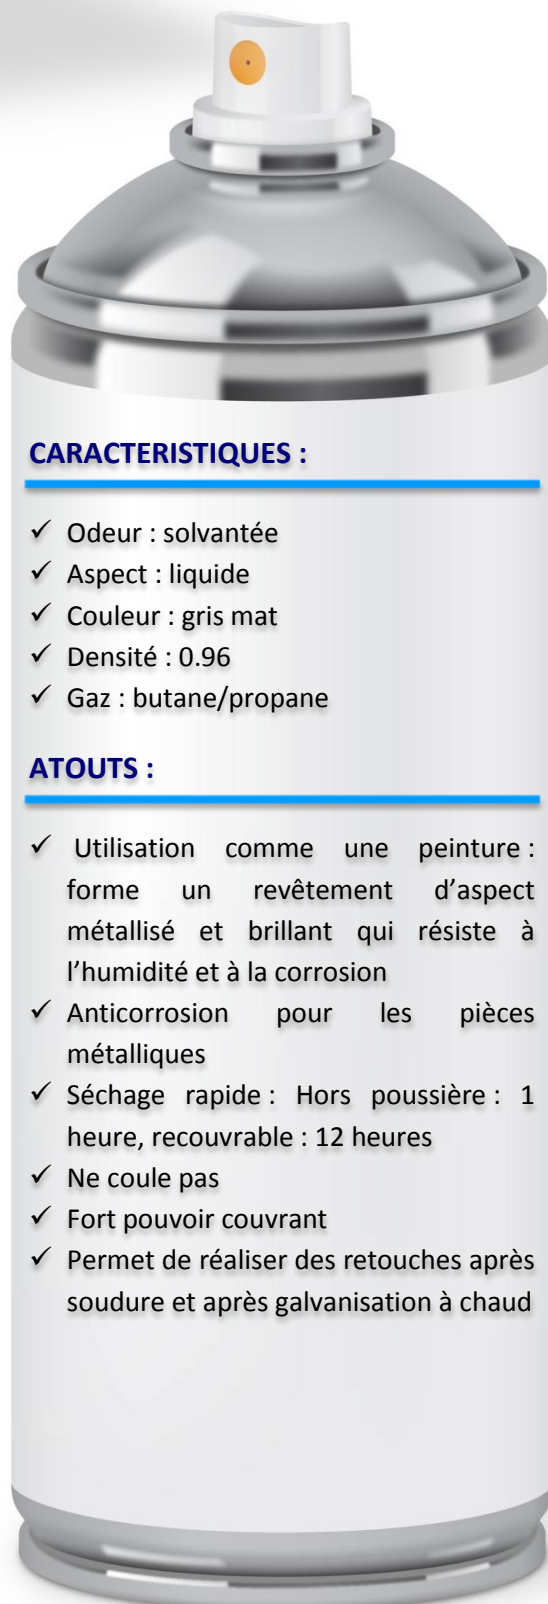 CARACTERISTIQUES :
✓ Odeur : solvantée
✓ Aspect : liquide
✓ Couleur : gris mat
✓ Densité : 0.96
✓ Gaz : butane/propane
ATOUTS :
✓ Utilisation comme une peinture :
forme un revêtement d’aspect
métallisé et brillant qui résiste à
l’humidité et à la corrosion
✓ Anticorrosion pour les pièces
métalliques
✓ Séchage rapide : Hors poussière : 1
heure, recouvrable : 12 heures
✓ Ne coule pas
✓ Fort pouvoir couvrant
✓ Permet de réaliser des retouches après
soudure et après galvanisation à chaud